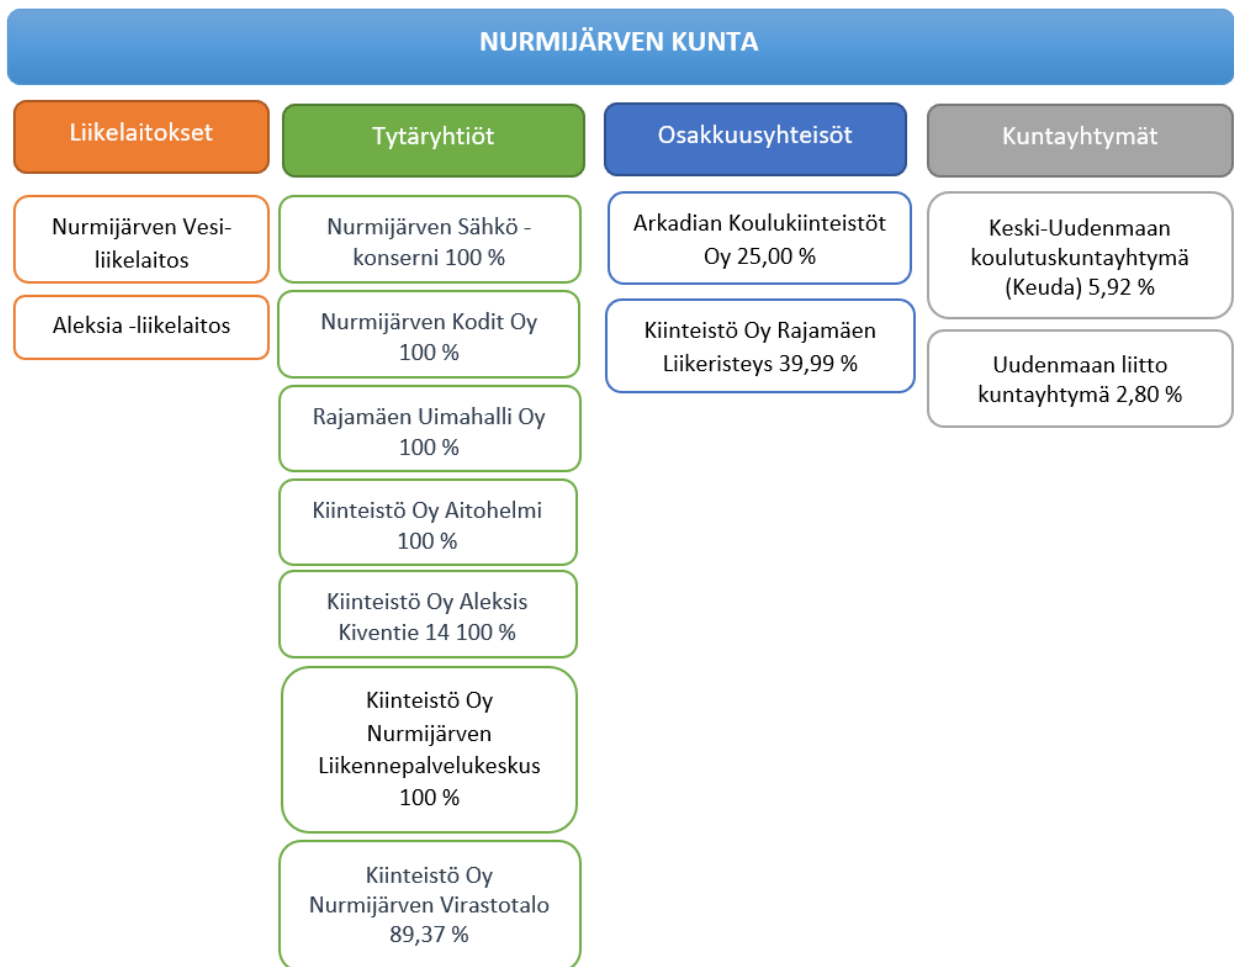 NURMIJÄRVEN KUNTA
Liikelaitokset
Nurmijärven Vesi-
liikelaitos
Aleksia -liikelaitos
Tytäryhtiöt
Nurmijärven Sähkö -
konserni 100 %
Nurmijärven Kodit Oy
100 %
Rajamäen Uimahalli Oy
100 %
Kiinteistö Oy Aitohelmi
100 %
Kiinteistö Oy Aleksis
Kiventie 14 100 %
Kiinteistö Oy
Nurmijärven
Liikennepalvelukeskus
100 %
Kiinteistö Oy
Nurmijärven Virastotalo
89,37 %
Osakkuusyhteisöt
Arkadian Koulukiinteistöt
Oy 25,00 %
Kiinteistö Oy Rajamäen
Liikeristeys 39,99 %
Kuntayhtymät
Keski-Uudenmaan
koulutuskuntayhtymä
(Keuda) 5,92 %
Uudenmaan liitto
kuntayhtymä 2,80 %